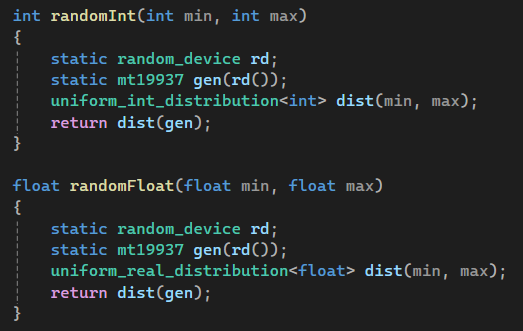 int randomInt(int min, int max)
{
    static random_device rd;
    static mt19937 gen(rd());
    uniform_int_distribution<int> dist(min, max);
    return dist(gen);
}

float randomFloat(float min, float max)
{
    static random_device rd;
    static mt19937 gen(rd());
    uniform_real_distribution<float> dist(min, max);
    return dist(gen);
}